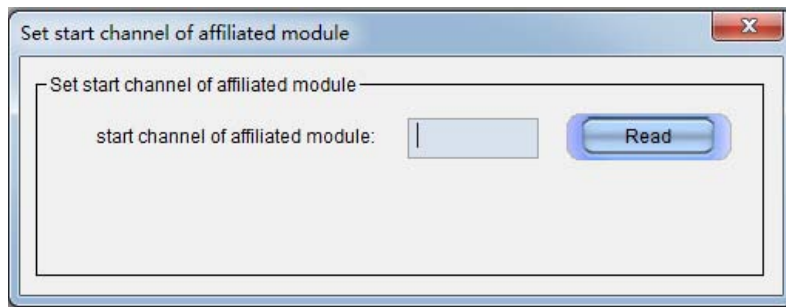 Set start channel of affiliated module
Set start channel of affiliated module
start channel of affiliated module:
Read